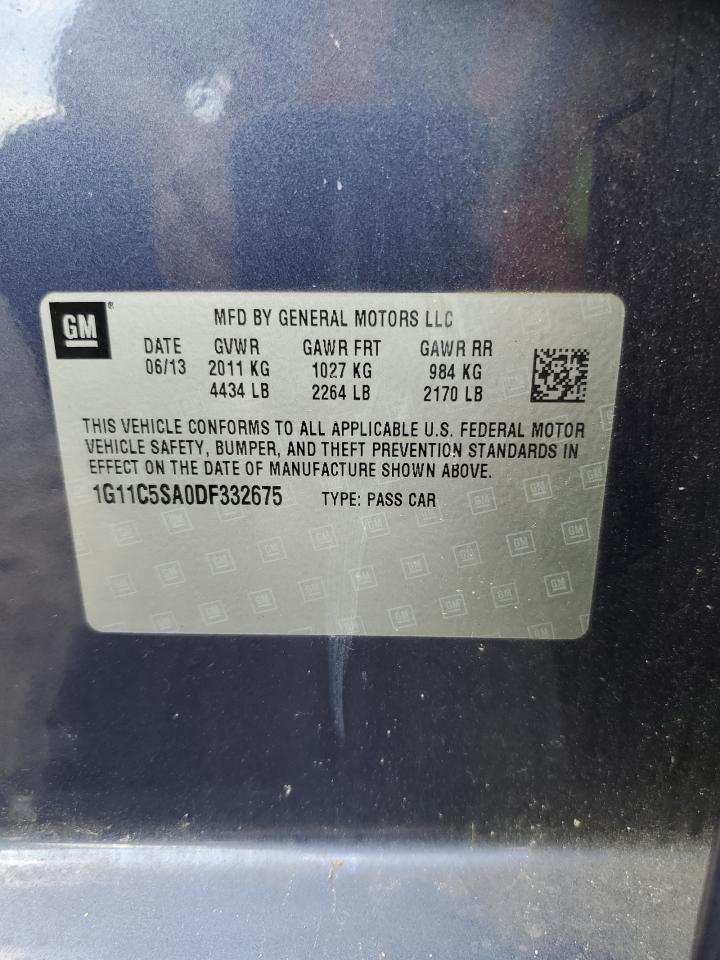 GM®
MFD BY GENERAL MOTORS LLC
DATE GVWR GAWR FRT GAWR RR
06/13 2011 KG 1027 KG 984 KG
4434 LB 2264 LB 2170 LB
THIS VEHICLE CONFORMS TO ALL APPLICABLE U.S. FEDERAL MOTOR
VEHICLE SAFETY, BUMPER, AND THEFT PREVENTION STANDARDS IN
EFFECT ON THE DATE OF MANUFACTURE SHOWN ABOVE.
1G11C5SA0DF332675 TYPE: PASS CAR